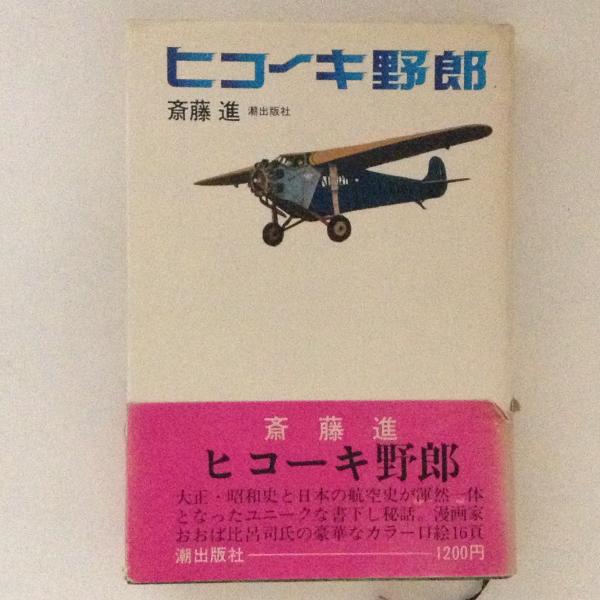 ヒコーキ野郎
斎藤進 潮出版社
斎藤進
ヒコーキ野郎
大正・昭和史と日本の航空史が渾然一体
となったユニークな書下し秘話。漫画家
おおば比呂司氏の豪華なカラー口絵16頁
潮出版社 1200円